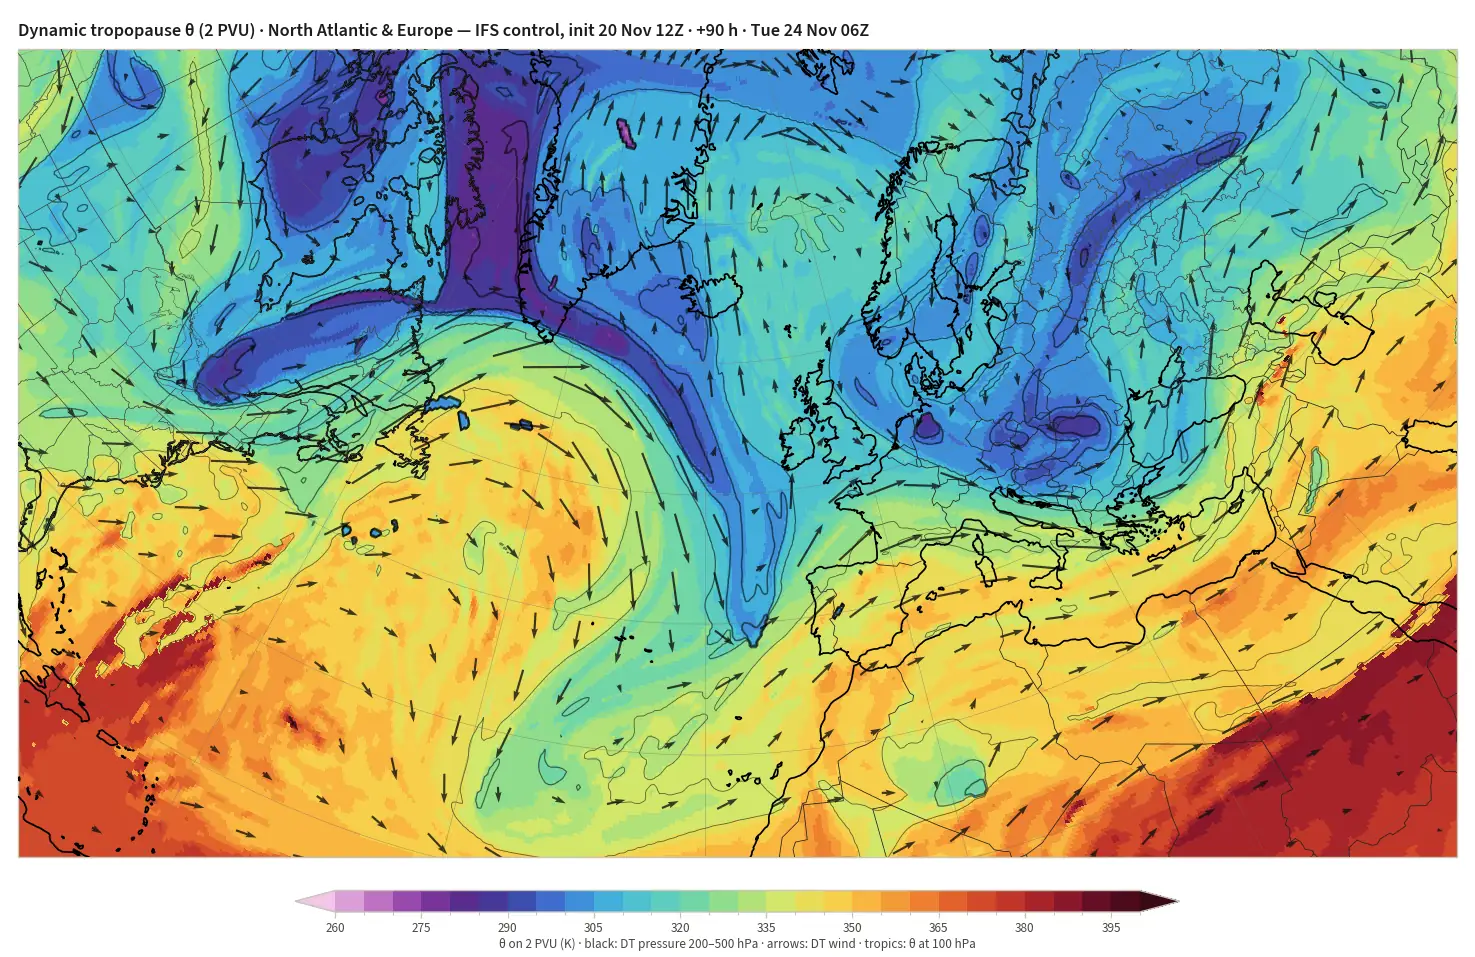 Dynamic tropopause θ (2 PVU) · North Atlantic & Europe — IFS control, init 20 Nov 12Z · +90 h · Tue 24 Nov 06Z
260 275 290 305 320 335 350 365 380 395
θ on 2 PVU (K) · black: DT pressure 200–500 hPa · arrows: DT wind · tropics: θ at 100 hPa